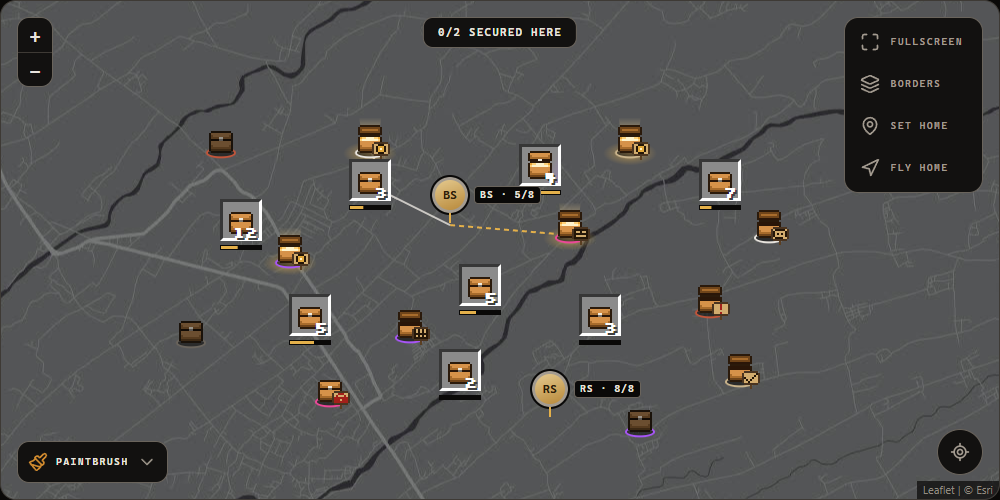 +
−
0/2 SECURED HERE
FULLSCREEN
BORDERS
SET HOME
FLY HOME
3
7
BS
BS · 5/8
12
5
5
3
2
RS
RS · 8/8
PAINTBRUSH
Leaflet | © Esri